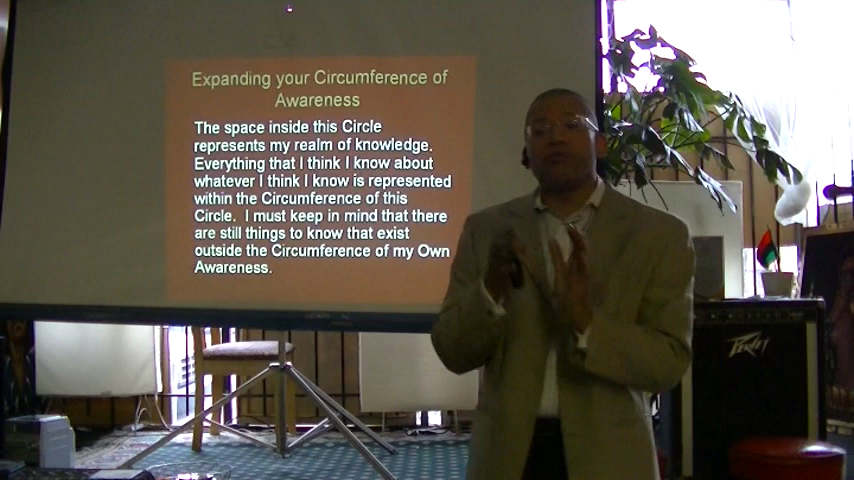 Expanding your Circumference of
Awareness
The space inside this Circle
represents my realm of knowledge.
Everything that I think I know about
whatever I think I know is represented
within the Circumference of this
Circle. I must keep in mind that there
are still things to know that exist
outside the Circumference of my Own
Awareness.
PEAVEY